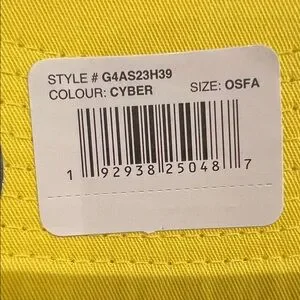 STYLE # G4AS23H39
COLOUR: CYBER SIZE: OSFA
1 92938 25048 7